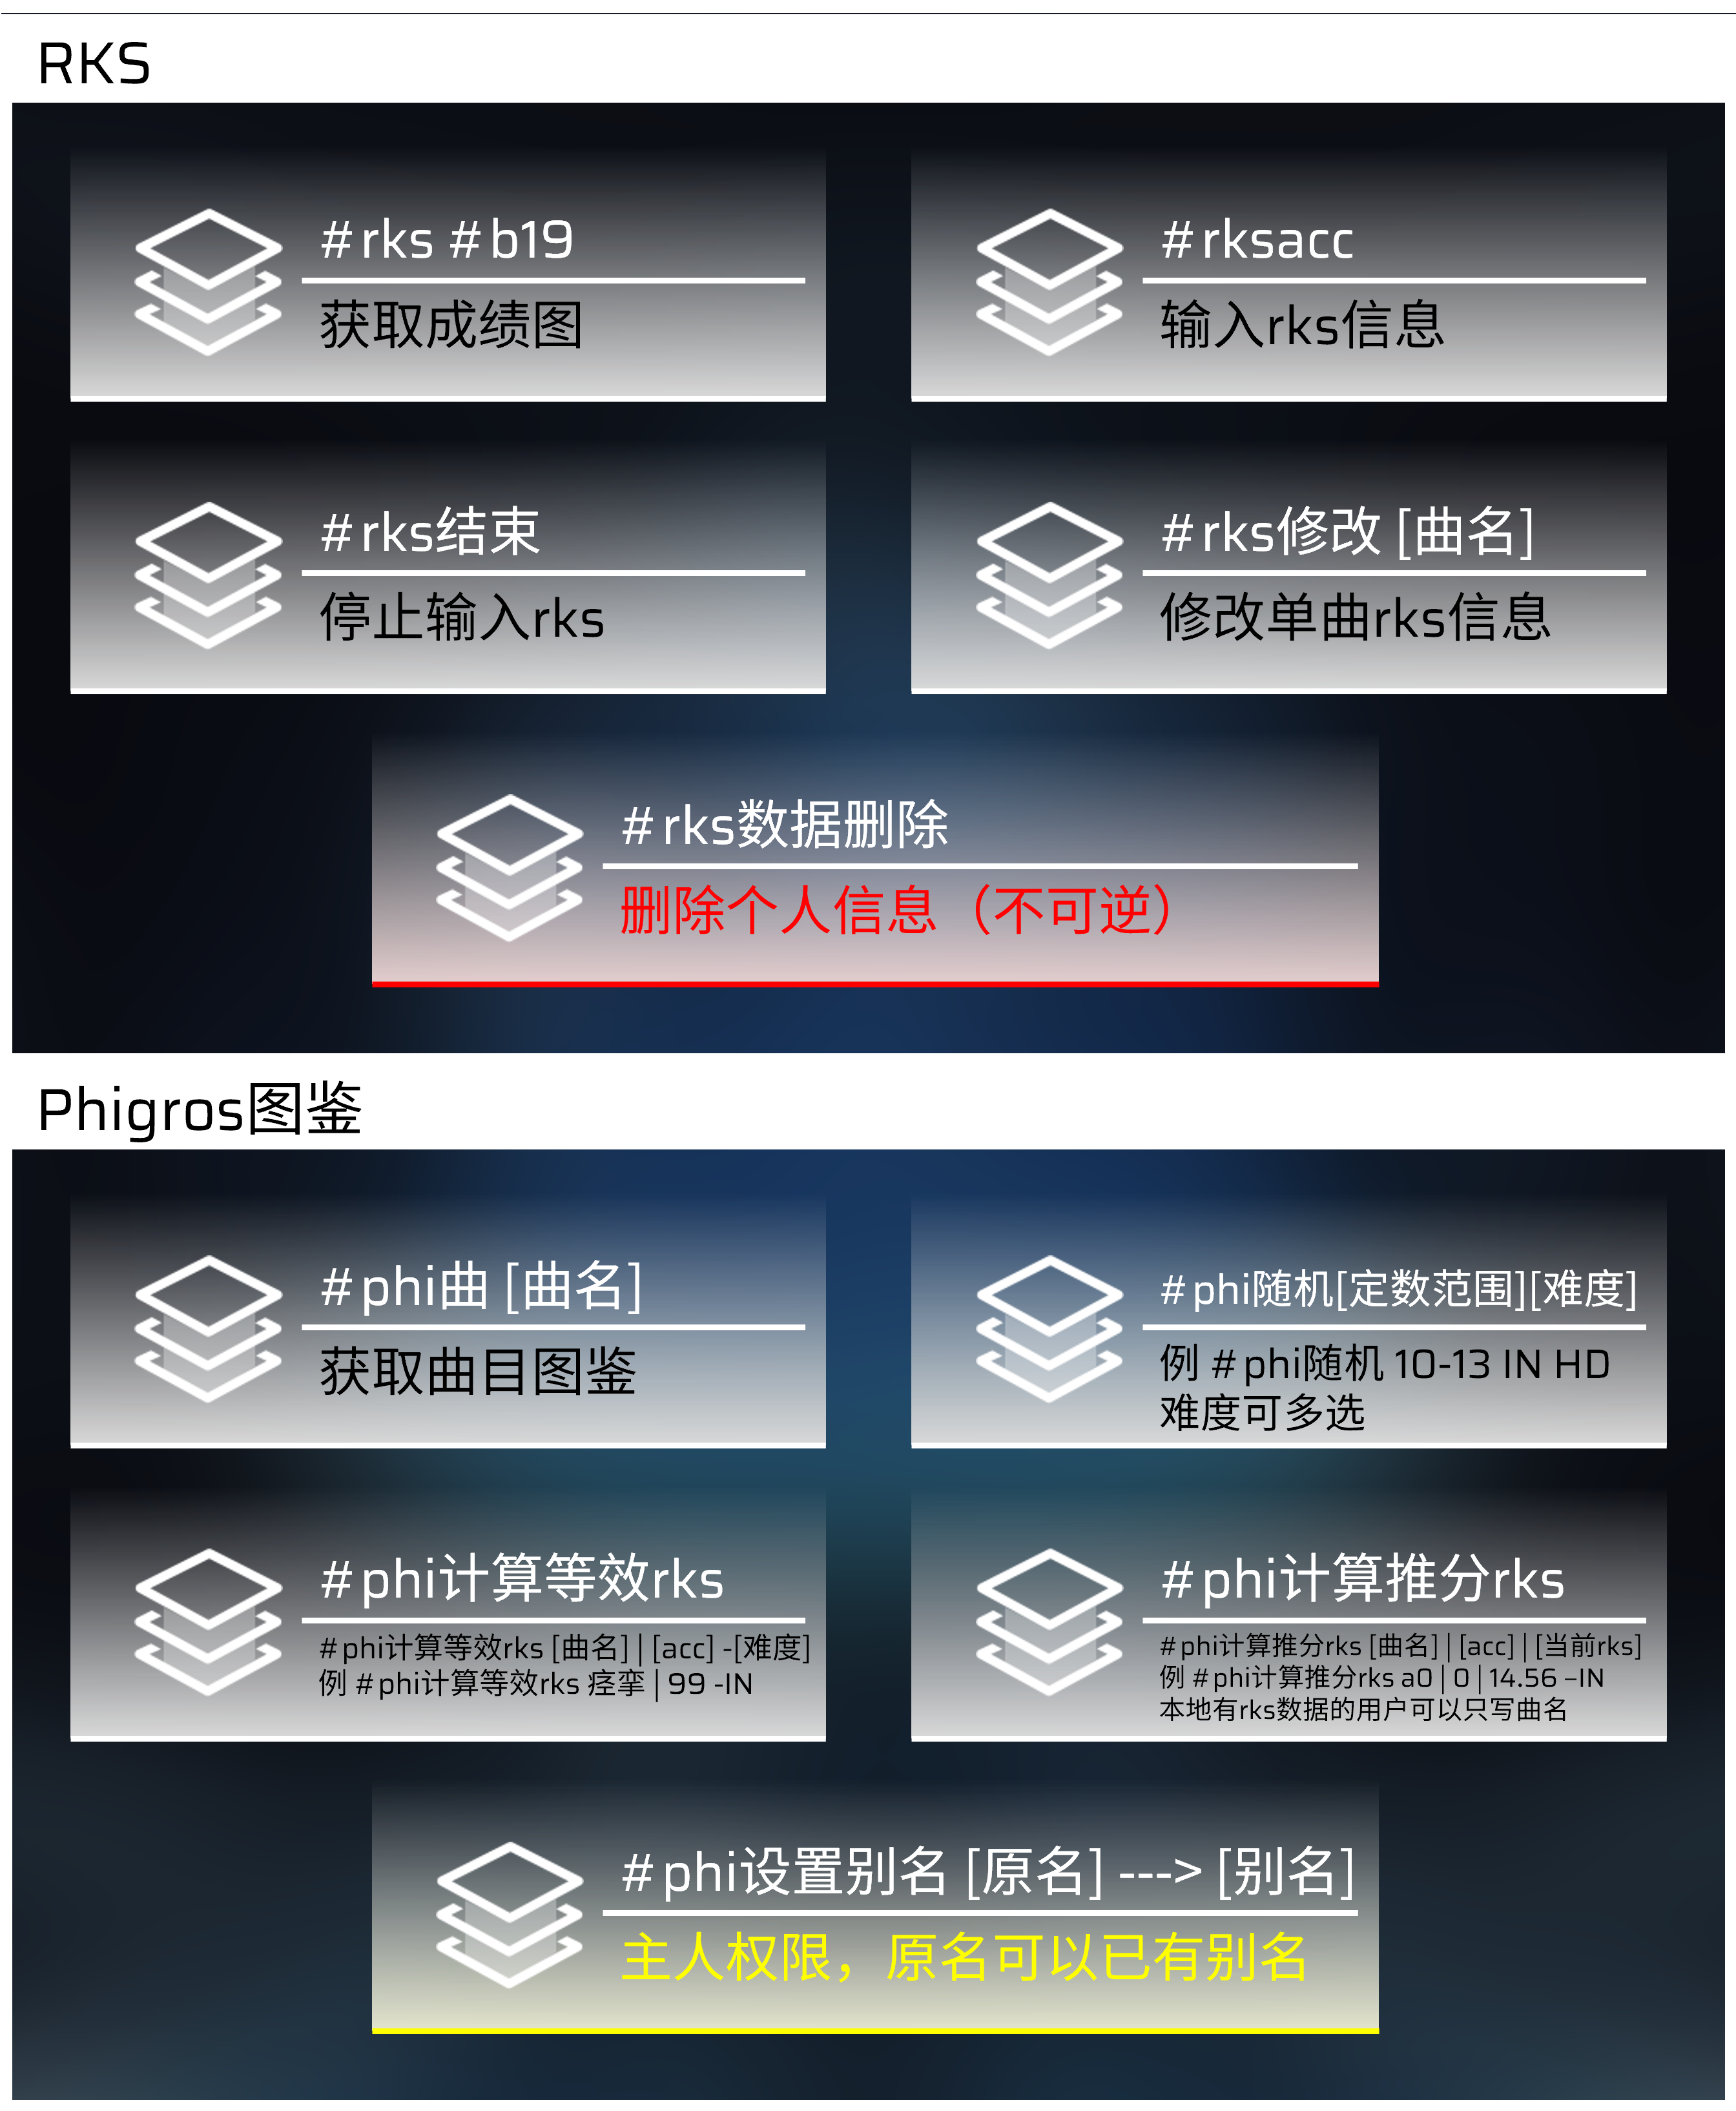 RKS
#rks #b19
获取成绩图
#rksacc
输入rks信息
#rks结束
停止输入rks
#rks修改 [曲名]
修改单曲rks信息
#rks数据删除
删除个人信息（不可逆）
Phigros图鉴
#phi曲 [曲名]
获取曲目图鉴
#phi随机[定数范围][难度]
例 #phi随机 10-13 IN HD
难度可多选
#phi计算等效rks
#phi计算等效rks [曲名] | [acc] -[难度]
例 #phi计算等效rks 痉挛 | 99 -IN
#phi计算推分rks
#phi计算推分rks [曲名] | [acc] | [当前rks]
例 #phi计算推分rks a0 | 0 | 14.56 –IN
本地有rks数据的用户可以只写曲名
#phi设置别名 [原名] ---> [别名]
主人权限，原名可以已有别名